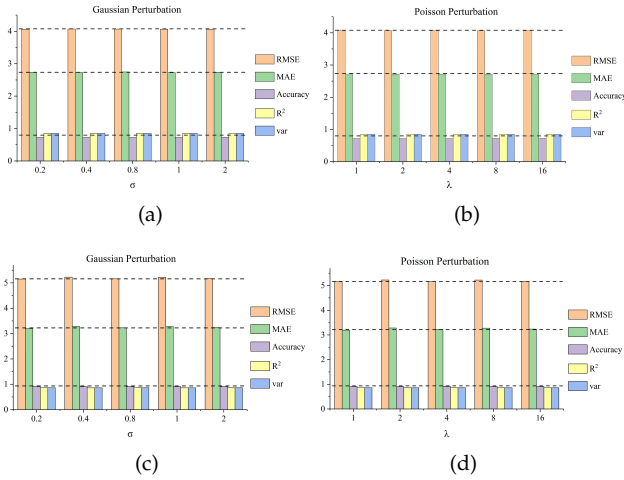 Gaussian Perturbation
4
3
2
1
0
0.2 0.4 0.8 1 2
σ
RMSE
MAE
Accuracy
R²
var
(a)
Poisson Perturbation
4
3
2
1
0
1 2 4 8 16
λ
RMSE
MAE
Accuracy
R²
var
(b)
Gaussian Perturbation
5
4
3
2
1
0
0.2 0.4 0.8 1 2
σ
RMSE
MAE
Accuracy
R²
var
(c)
Poisson Perturbation
5
4
3
2
1
0
1 2 4 8 16
λ
RMSE
MAE
Accuracy
R²
var
(d)